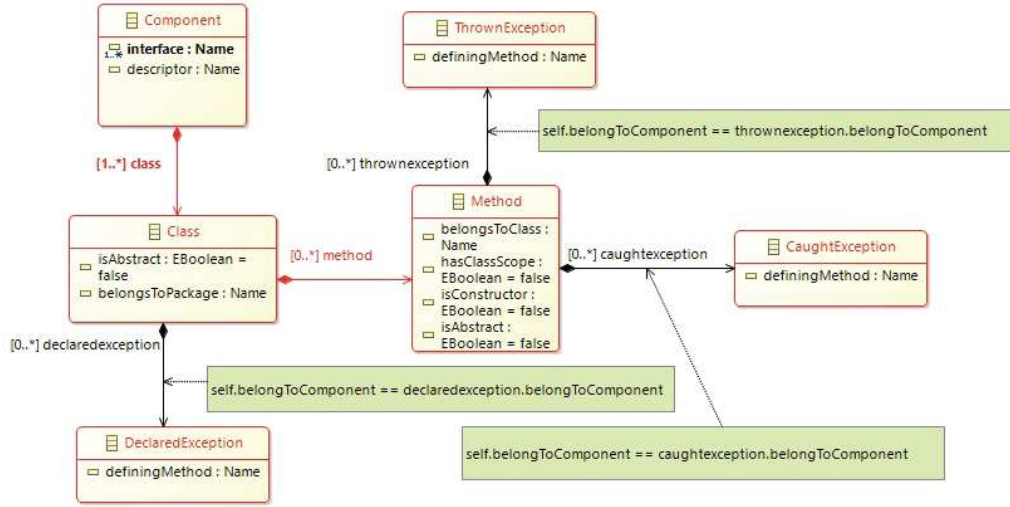 Component
interface : Name
1..*
descriptor : Name
[1..*] class
ThrownException
definingMethod : Name
self.belongToComponent == thrownexception.belongToComponent
[0..*] thrownexception
Class
isAbstract : EBoolean =
false
belongsToPackage : Name
[0..*] method
Method
belongsToClass :
Name
hasClassScope :
EBoolean = false
isConstructor :
EBoolean = false
isAbstract :
EBoolean = false
[0..*] caughtexception
CaughtException
definingMethod : Name
[0..*] declaredexception
self.belongToComponent == declaredexception.belongToComponent
DeclaredException
definingMethod : Name
self.belongToComponent == caughtexception.belongToComponent